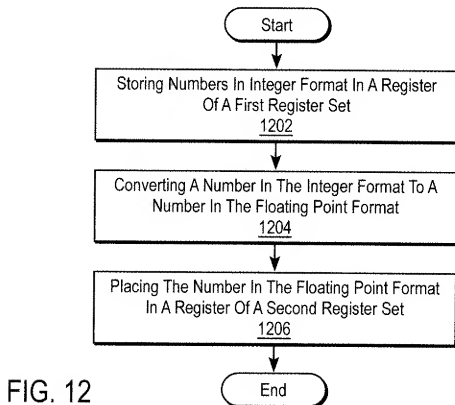 Start
Storing Numbers In Integer Format In A Register
Of A First Register Set
1202
Converting A Number In The Integer Format To A
Number In The Floating Point Format
1204
Placing The Number In The Floating Point Format
In A Register Of A Second Register Set
1206
End
FIG. 12